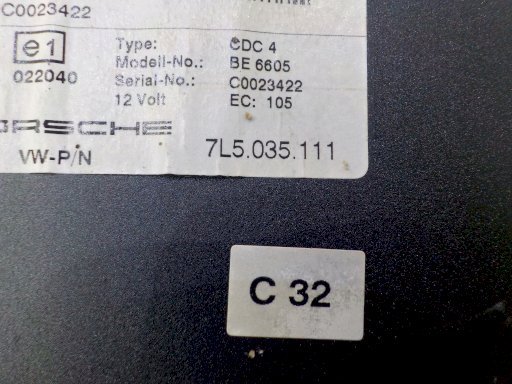 C0023422
e1
022040
Type: CDC 4
Modell-No.: BE 6605
Serial-No.: C0023422
12 Volt EC: 105
ORSCHE
VW-P/N 7L5.035.111
C 32